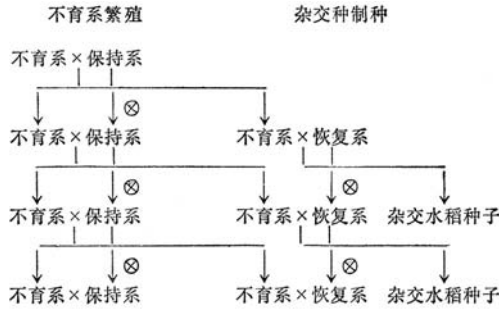 不育系繁殖 杂交种制种
不育系×保持系
⊗
不育系×保持系 不育系×恢复系
⊗ ⊗
不育系×保持系 不育系×恢复系 杂交水稻种子
⊗ ⊗
不育系×保持系 不育系×恢复系 杂交水稻种子